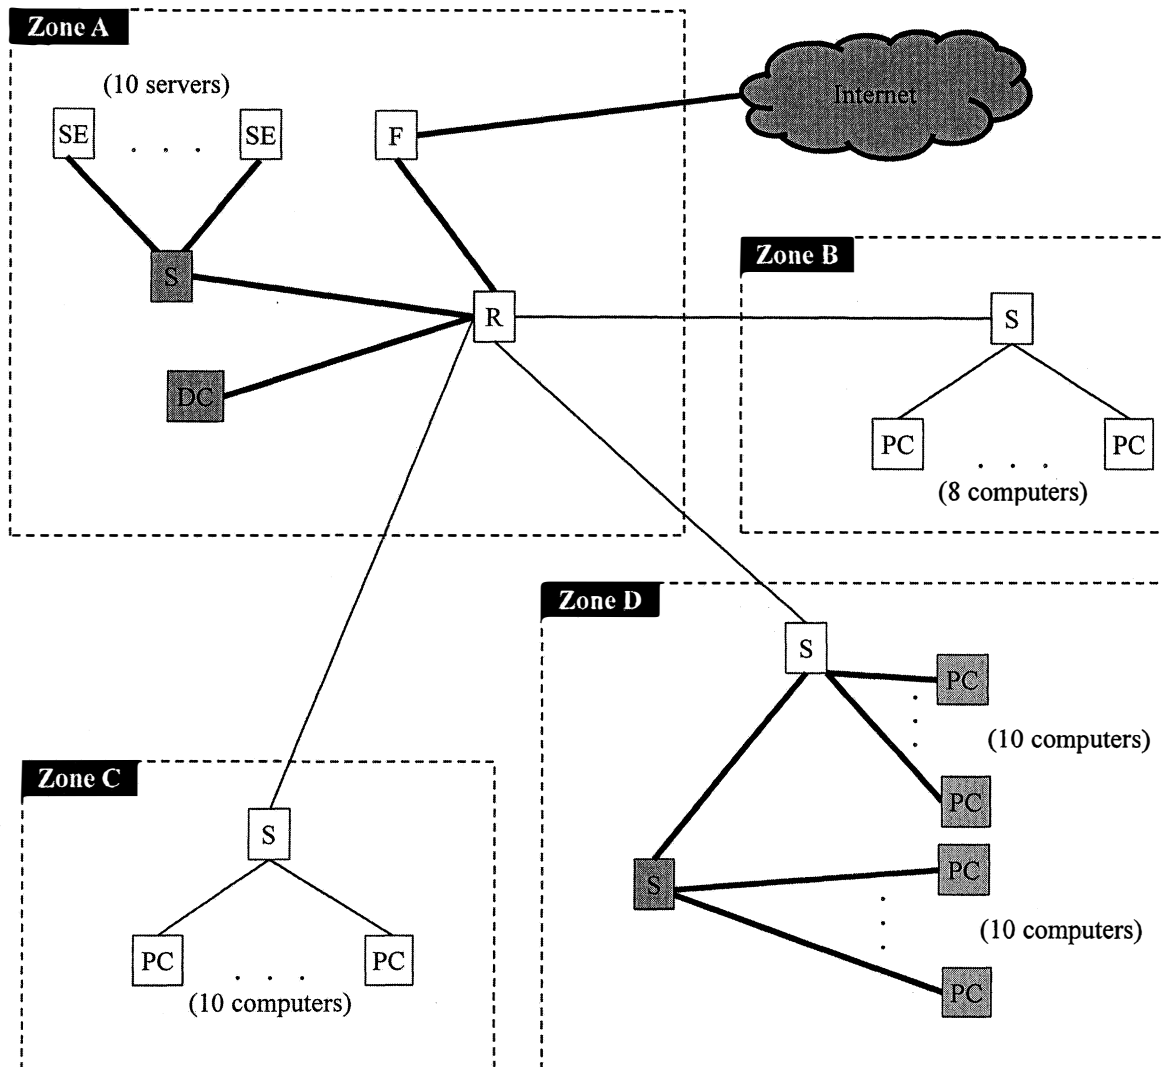 Zone A
(10 servers)
SE . . . SE
F
Internet
S
R
DC
Zone B
S
PC . . . PC
(8 computers)
Zone D
S
PC
(10 computers)
PC
S
PC
(10 computers)
PC
Zone C
S
PC . . . PC
(10 computers)